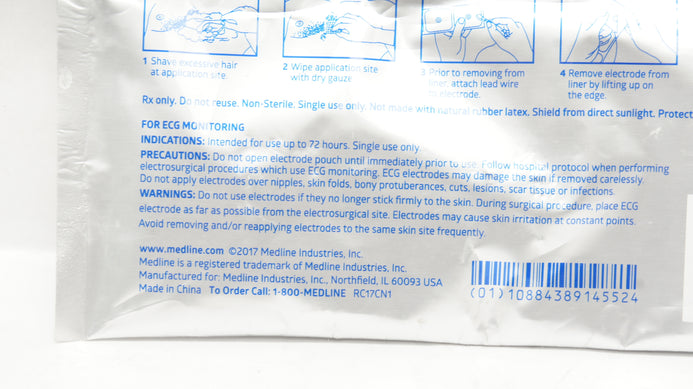 1 Shave excessive hair
at application site.
2 Wipe application site
with dry gauze
3 Prior to removing from
liner, attach lead wire
to electrode.
4 Remove electrode from
liner by lifting up on
the edge.
Rx only. Do not reuse. Non-Sterile. Single use only. Not made with natural rubber latex. Shield from direct sunlight. Protect
FOR ECG MONITORING
INDICATIONS: Intended for use up to 72 hours. Single use only.
PRECAUTIONS: Do not open electrode pouch until immediately prior to use. Follow hospital protocol when performing
electrosurgical procedures which use ECG monitoring. ECG electrodes may damage the skin if removed carelessly.
Do not apply electrodes over nipples, skin folds, bony protuberances, cuts, lesions, scar tissue or infections.
WARNINGS: Do not use electrodes if they no longer stick firmly to the skin. During surgical procedure, place ECG
electrode as far as possible from the electrosurgical site. Electrodes may cause skin irritation at constant points.
Avoid removing and/or reapplying electrodes to the same skin site frequently.
www.medline.com ©2017 Medline Industries, Inc.
Medline is a registered trademark of Medline Industries, Inc.
Manufactured for: Medline Industries, Inc., Northfield, IL 60093 USA
Made in China To Order Call: 1-800-MEDLINE RC17CN1
(01)10884389145524